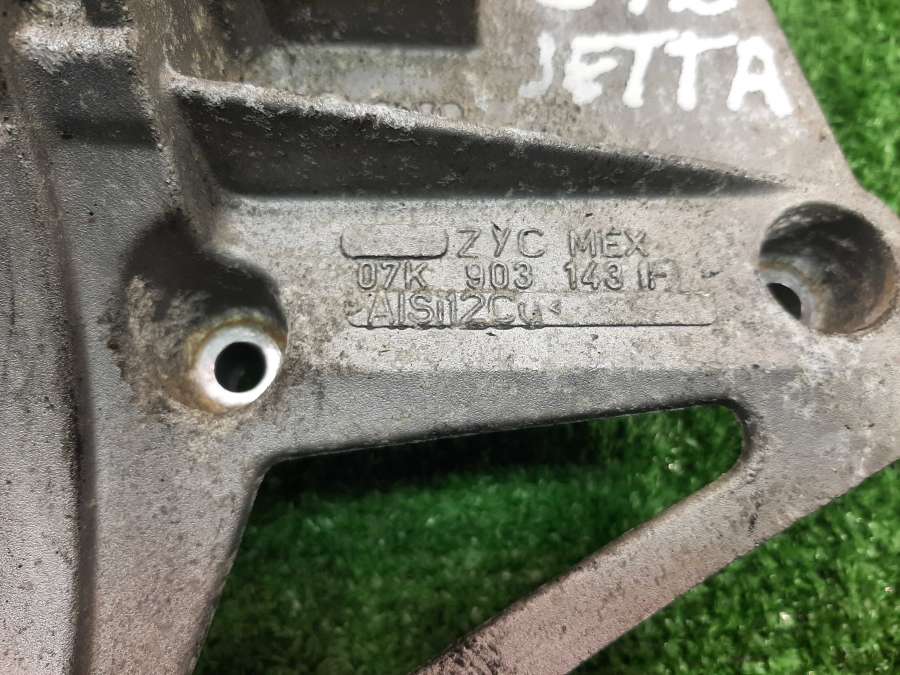 JETTA
ZYC MEX
07K 903 143 F
>AlSi12Cu<